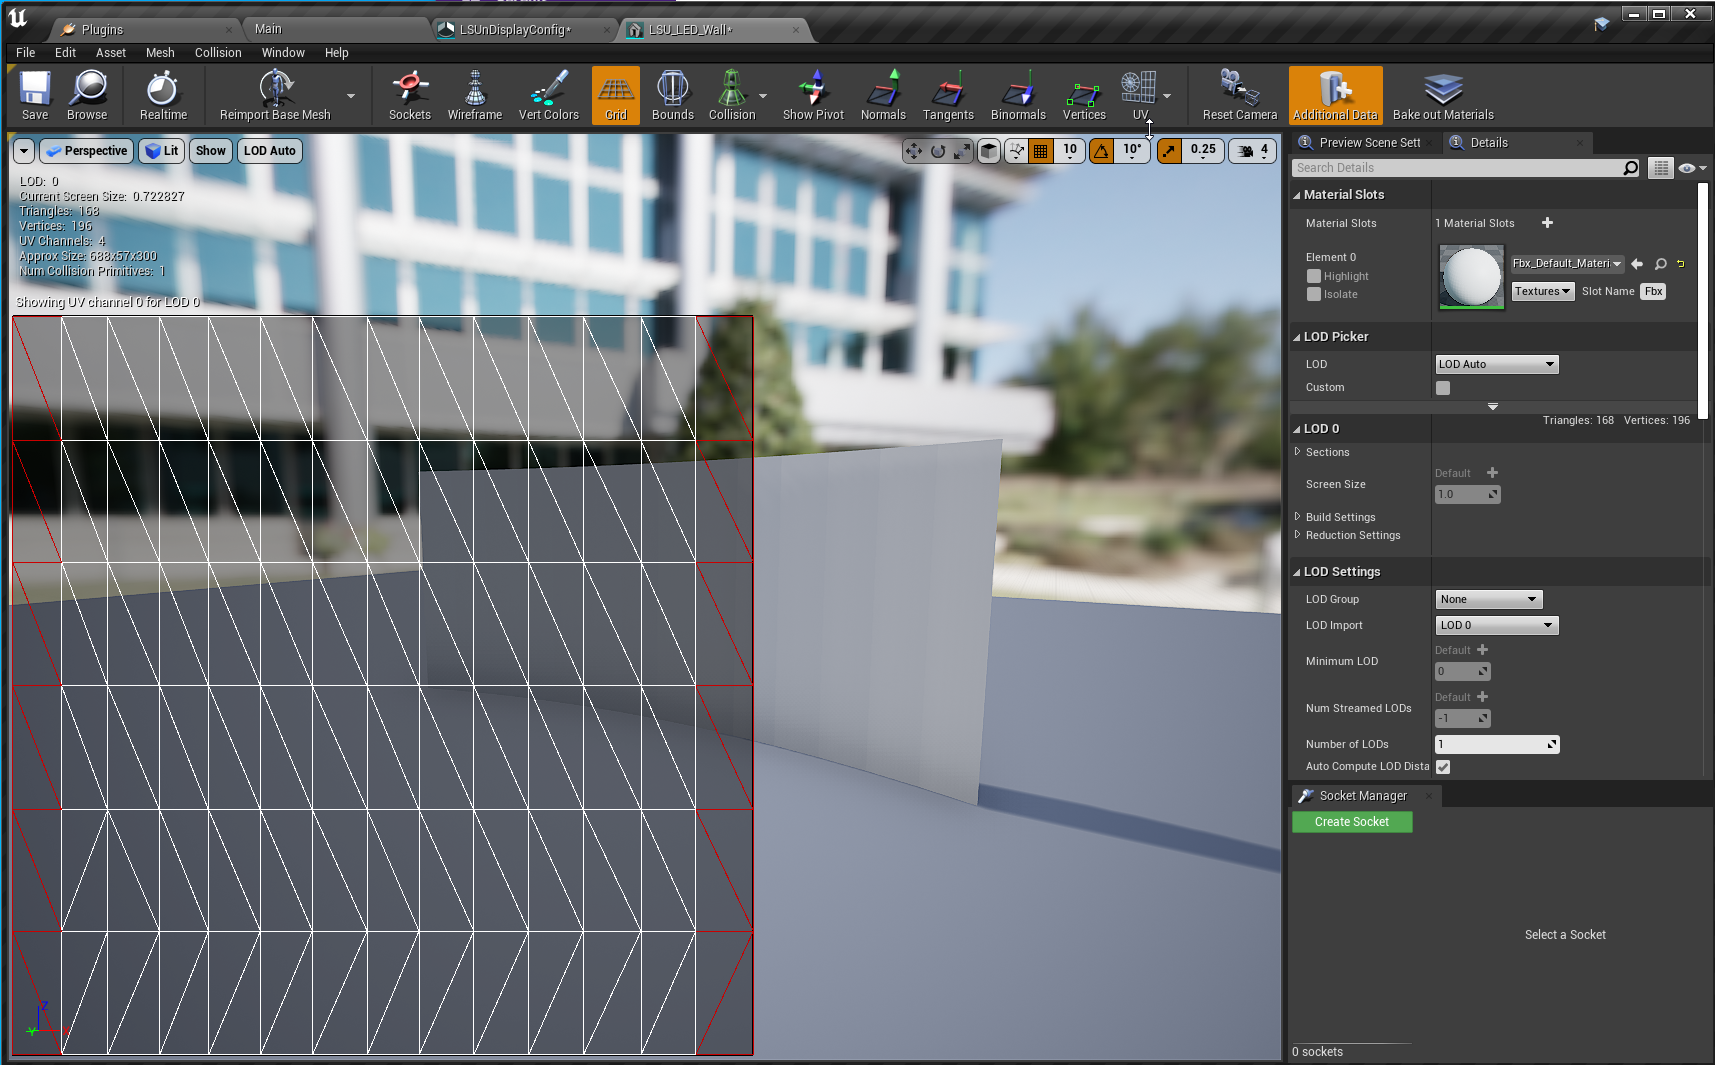 Plugins
Main
LSUnDisplayConfig*
LSU_LED_Wall*
File Edit Asset Mesh Collision Window Help
Save Browse Realtime Reimport Base Mesh Sockets Wireframe Vert Colors Grid Bounds Collision Show Pivot Normals Tangents Binormals Vertices UV Reset Camera Additional Data Bake out Materials
Perspective Lit Show LOD Auto
10 10° 0.25 4
LOD: 0
Current Screen Size: 0.722827
Triangles: 168
Vertices: 196
UV Channels: 4
Approx Size: 688x57x300
Num Collision Primitives: 1
Showing UV channel 0 for LOD 0
Z
Y
X
Preview Scene Sett
Details
Search Details
Material Slots
Material Slots 1 Material Slots
Element 0
Highlight
Isolate
Fbx_Default_Materi
Textures Slot Name Fbx
LOD Picker
LOD LOD Auto
Custom
LOD 0
Triangles: 168 Vertices: 196
Sections
Default
Screen Size
1.0
Build Settings
Reduction Settings
LOD Settings
LOD Group None
LOD Import LOD 0
Default
Minimum LOD
0
Default
Num Streamed LODs
-1
Number of LODs 1
Auto Compute LOD Dista
Socket Manager
Create Socket
Select a Socket
0 sockets